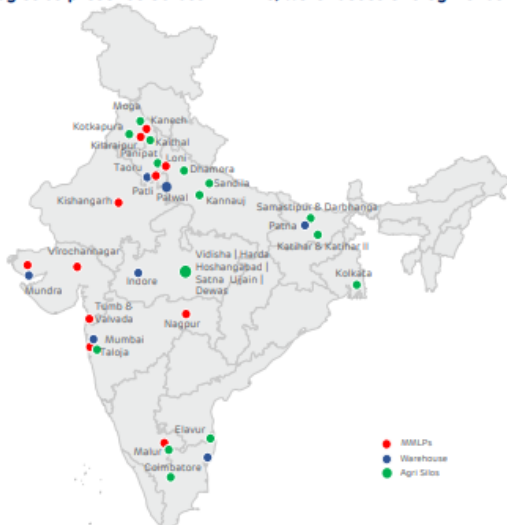 Moga
Kanech
Kotkapura
Kilaraipur
Kaithal
Panipat
Loni
Taoru
Dhamora
Patli
Palwal
Sandila
Kannauj
Kishangarh
Samastipur & Darbhanga
Patna
Katihar & Katihar II
Virochannagar
Mundra
Indore
Vidisha | Harda
Hoshangabad |
Satna Ujjain |
Dewas
Kolkata
Tumb &
Valvada
Nagpur
Mumbai
Taloja
Elavur
Malur
Coimbatore
MMLPs
Warehouse
Agri Silos